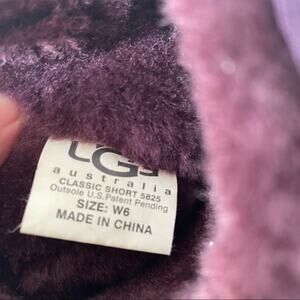 UGG
australia
CLASSIC SHORT 5825
Outsole U.S.Patent Pending
SIZE: W6
MADE IN CHINA